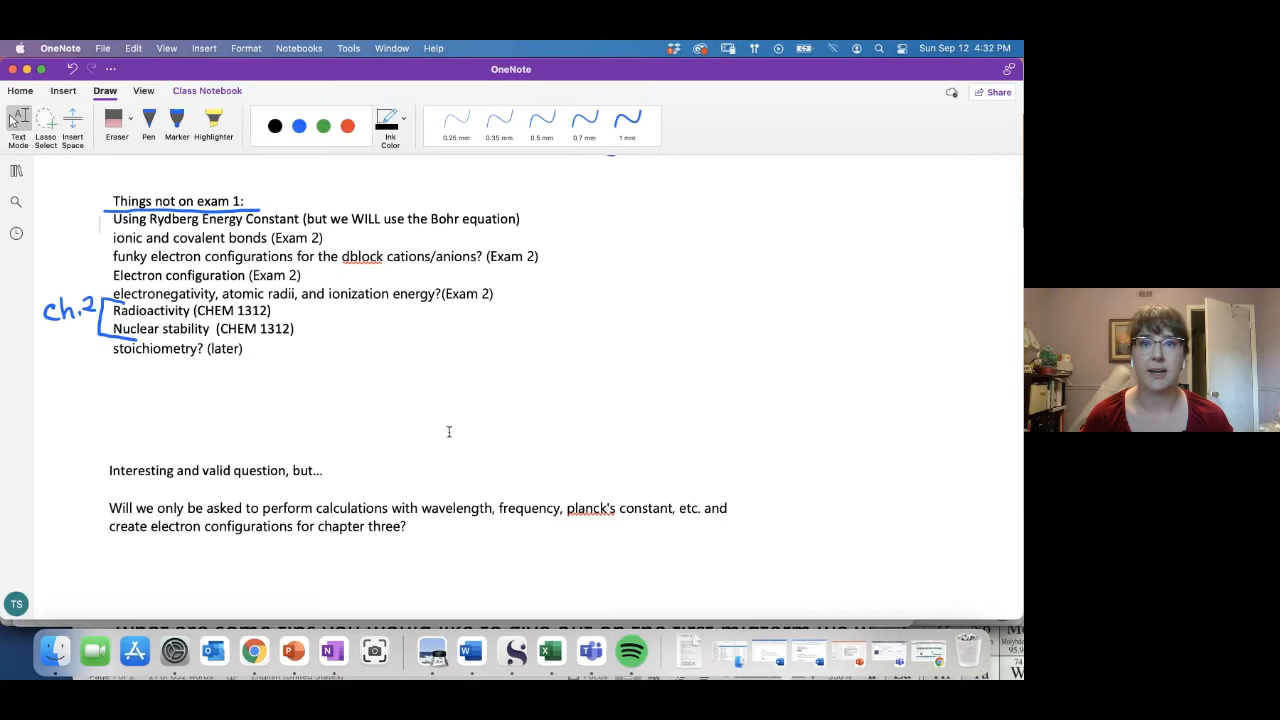 OneNote File Edit View Insert Format Notebooks Tools Window Help Sun Sep 12 4:32 PM
OneNote
Home Insert Draw View Class Notebook Share
Text Mode
Lasso Select
Insert Space
Eraser
Pen
Marker
Highlighter
Ink Color
0.25 mm 0.35 mm 0.5 mm 0.7 mm 1 mm
Things not on exam 1:
Using Rydberg Energy Constant (but we WILL use the Bohr equation)
ionic and covalent bonds (Exam 2)
funky electron configurations for the dblock cations/anions? (Exam 2)
Electron configuration (Exam 2)
electronegativity, atomic radii, and ionization energy?(Exam 2)
ch.2
Radioactivity (CHEM 1312)
Nuclear stability (CHEM 1312)
stoichiometry? (later)
Interesting and valid question, but...
Will we only be asked to perform calculations with wavelength, frequency, planck's constant, etc. and
create electron configurations for chapter three?
TS